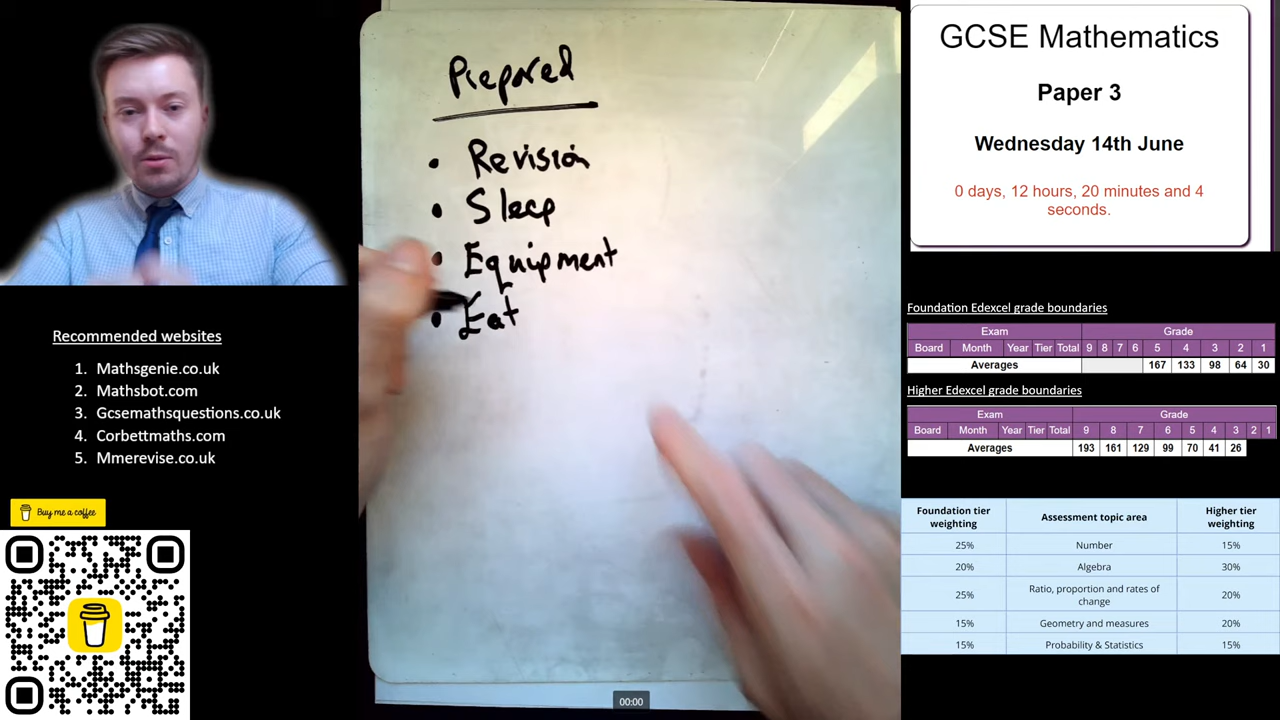 Prepared
• Revision
• Sleep
• Equipment
• Eat
00:00
Recommended websites
1. Mathsgenie.co.uk
2. Mathsbot.com
3. Gcsemathsquestions.co.uk
4. Corbettmaths.com
5. Mmerevise.co.uk
Buy me a coffee
GCSE Mathematics
Paper 3
Wednesday 14th June
0 days, 12 hours, 20 minutes and 4
seconds.
Foundation Edexcel grade boundaries
Exam Grade
Board Month Year Tier Total 9 8 7 6 5 4 3 2 1
Averages 167 133 98 64 30
Higher Edexcel grade boundaries
Exam Grade
Board Month Year Tier Total 9 8 7 6 5 4 3 2 1
Averages 193 161 129 99 70 41 26
Foundation tier weighting Assessment topic area Higher tier weighting
25% Number 15%
20% Algebra 30%
25% Ratio, proportion and rates of change 20%
15% Geometry and measures 20%
15% Probability & Statistics 15%